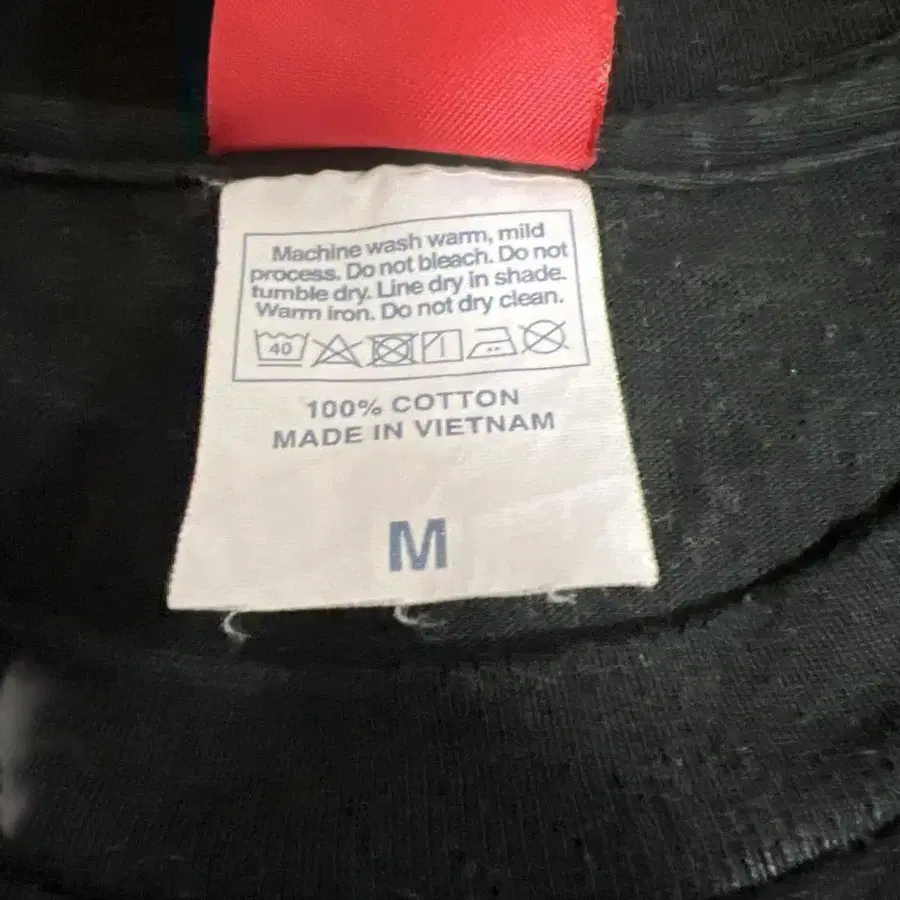 Machine wash warm, mild
process. Do not bleach. Do not
tumble dry. Line dry in shade.
Warm iron. Do not dry clean.
40
100% COTTON
MADE IN VIETNAM
M